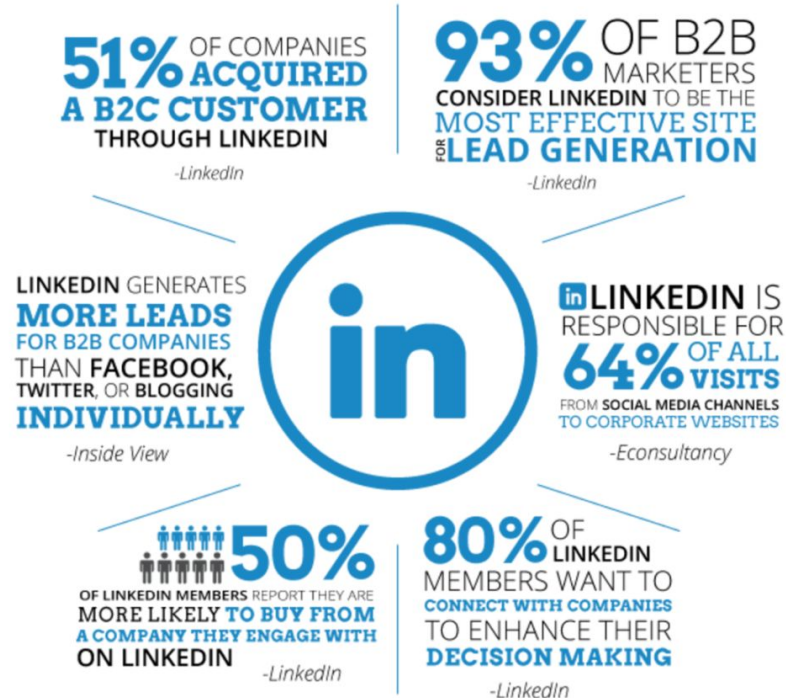 51% OF COMPANIES
ACQUIRED
A B2C CUSTOMER
THROUGH LINKEDIN
-LinkedIn
93% OF B2B
MARKETERS
CONSIDER LINKEDIN TO BE THE
MOST EFFECTIVE SITE
FOR LEAD GENERATION
-LinkedIn
LINKEDIN GENERATES
MORE LEADS
FOR B2B COMPANIES
THAN FACEBOOK,
TWITTER, OR BLOGGING
INDIVIDUALLY
-Inside View
in
in LINKEDIN IS
RESPONSIBLE FOR
64% OF ALL
VISITS
FROM SOCIAL MEDIA CHANNELS
TO CORPORATE WEBSITES
-Econsultancy
50%
OF LINKEDIN MEMBERS REPORT THEY ARE
MORE LIKELY TO BUY FROM
A COMPANY THEY ENGAGE WITH
ON LINKEDIN
-LinkedIn
80% OF
LINKEDIN
MEMBERS WANT TO
CONNECT WITH COMPANIES
TO ENHANCE THEIR
DECISION MAKING
-LinkedIn